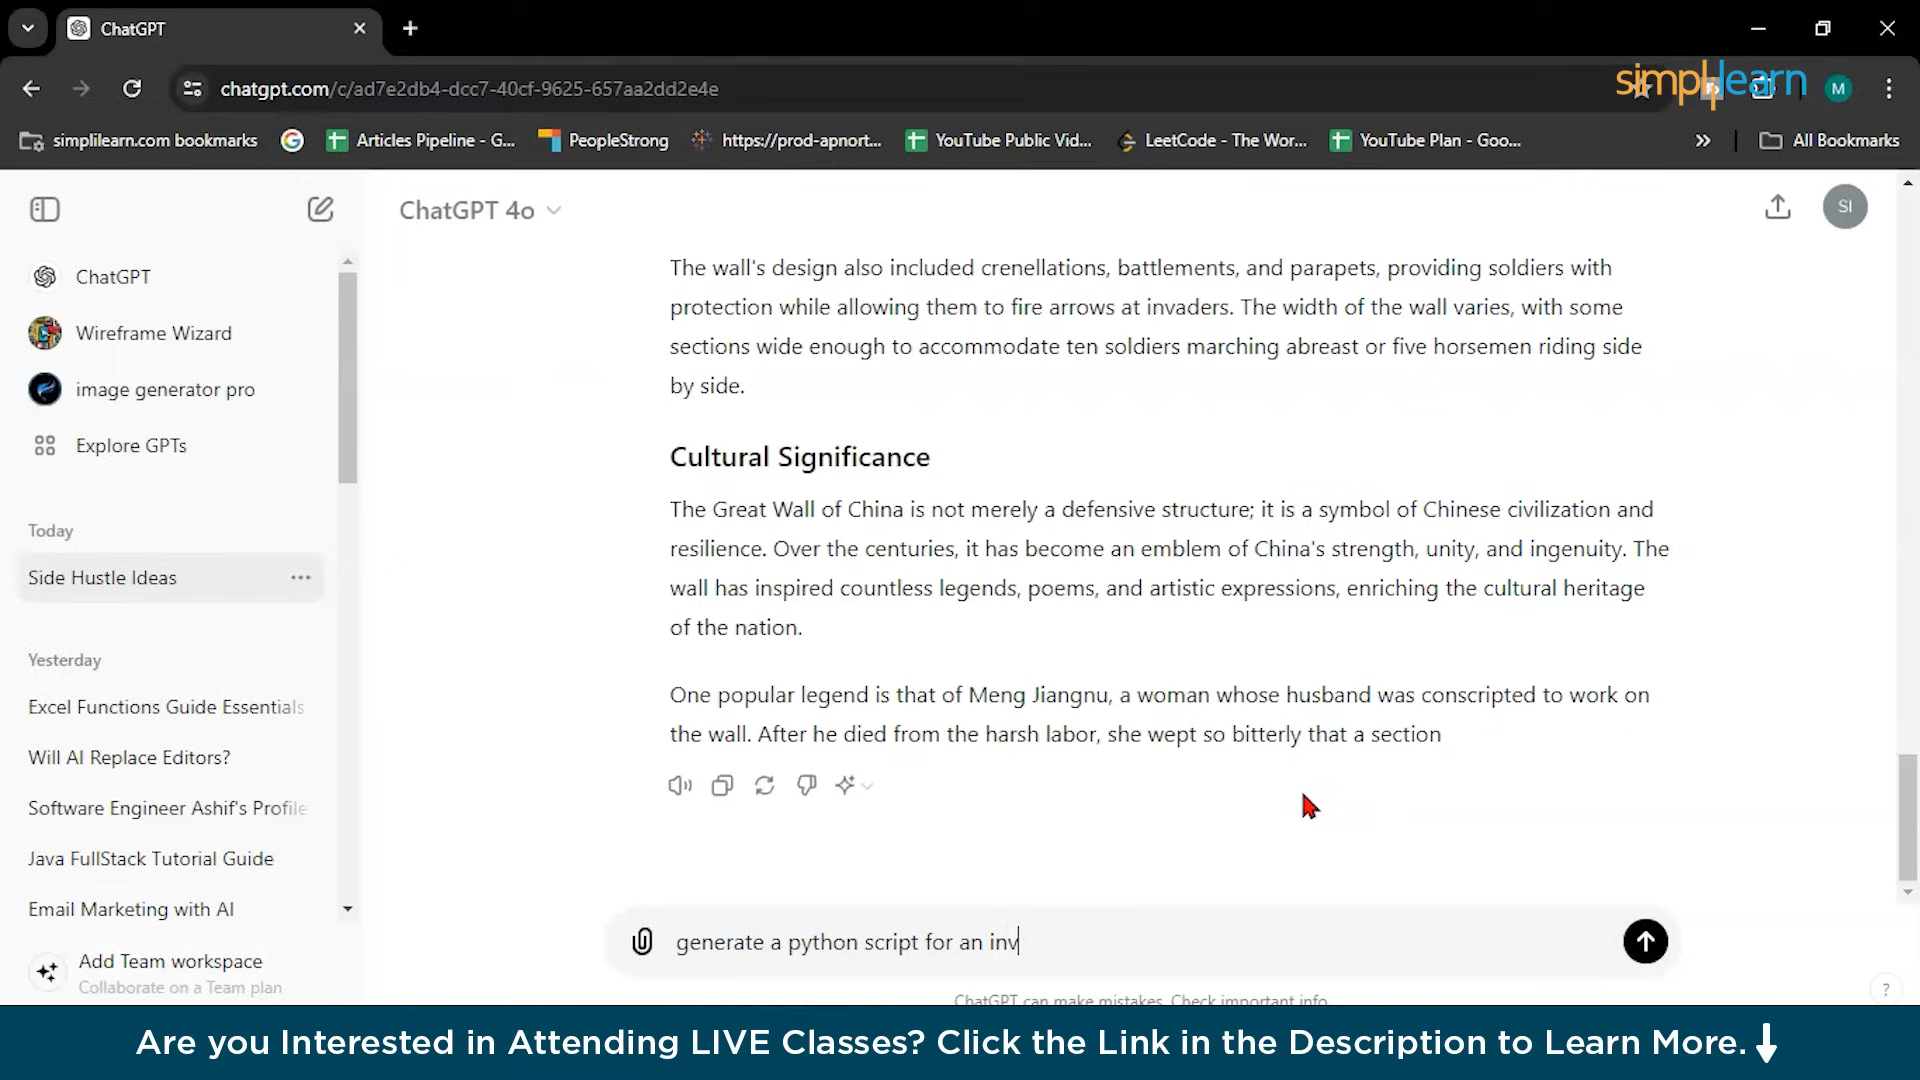 ChatGPT
simplilearn
chatgpt.com/c/ad7e2db4-dcc7-40cf-9625-657aa2dd2e4e
M
simplilearn.com bookmarks
Articles Pipeline - G...
PeopleStrong
https://prod-apnort...
YouTube Public Vid...
LeetCode - The Wor...
YouTube Plan - Goo...
All Bookmarks
ChatGPT 4o
SI
ChatGPT
Wireframe Wizard
image generator pro
Explore GPTs
Today
Side Hustle Ideas
Yesterday
Excel Functions Guide Essentials
Will AI Replace Editors?
Software Engineer Ashif's Profile
Java FullStack Tutorial Guide
Email Marketing with AI
Add Team workspace
Collaborate on a Team plan
The wall's design also included crenellations, battlements, and parapets, providing soldiers with
protection while allowing them to fire arrows at invaders. The width of the wall varies, with some
sections wide enough to accommodate ten soldiers marching abreast or five horsemen riding side
by side.
Cultural Significance
The Great Wall of China is not merely a defensive structure; it is a symbol of Chinese civilization and
resilience. Over the centuries, it has become an emblem of China's strength, unity, and ingenuity. The
wall has inspired countless legends, poems, and artistic expressions, enriching the cultural heritage
of the nation.
One popular legend is that of Meng Jiangnu, a woman whose husband was conscripted to work on
the wall. After he died from the harsh labor, she wept so bitterly that a section
generate a python script for an inv
ChatGPT can make mistakes. Check important info.
?
Are you Interested in Attending LIVE Classes? Click the Link in the Description to Learn More.